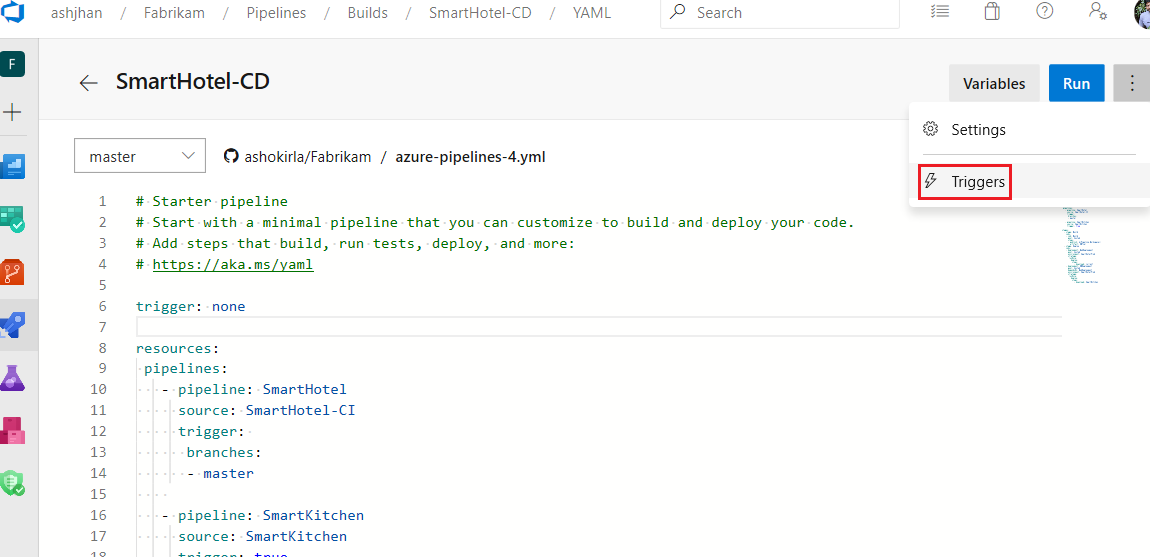 ashjhan / Fabrikam / Pipelines / Builds / SmartHotel-CD / YAML
Search
F
SmartHotel-CD
Variables
Run
Settings
Triggers
master
ashokirla/Fabrikam / azure-pipelines-4.yml
1 # Starter pipeline
2 # Start with a minimal pipeline that you can customize to build and deploy your code.
3 # Add steps that build, run tests, deploy, and more:
4 # https://aka.ms/yaml
5
6 trigger: none
7
8 resources:
9 pipelines:
10 - pipeline: SmartHotel
11 source: SmartHotel-CI
12 trigger:
13 branches:
14 - master
15
16 - pipeline: SmartKitchen
17 source: SmartKitchen
18 trigger: true